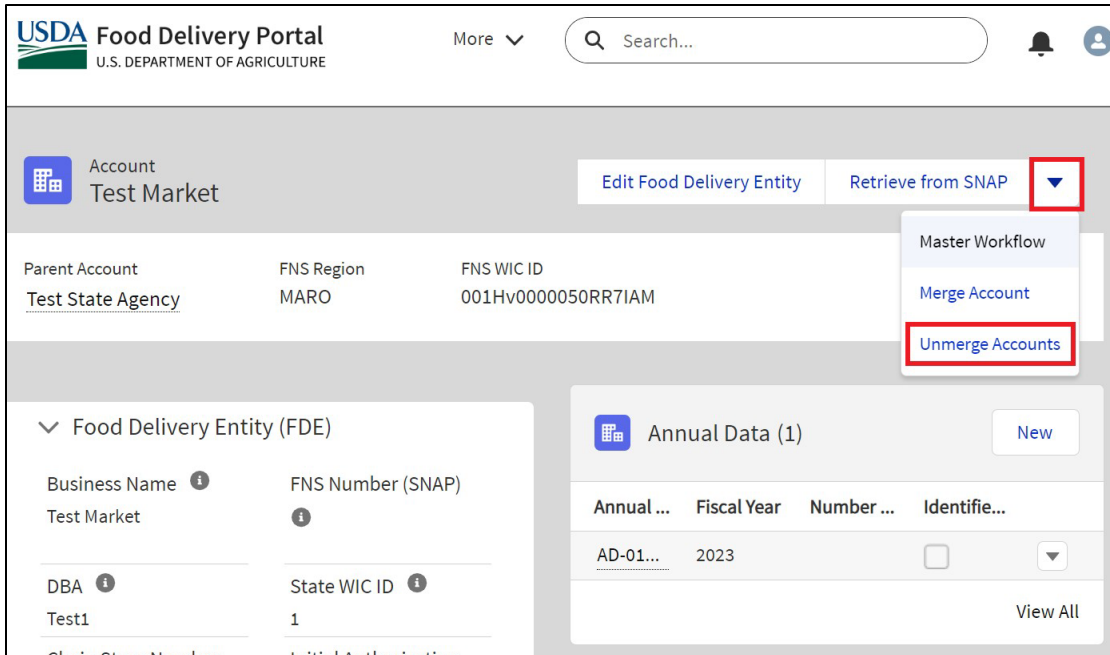 USDA Food Delivery Portal
U.S. DEPARTMENT OF AGRICULTURE
More
Search...
Account
Test Market
Edit Food Delivery Entity
Retrieve from SNAP
Master Workflow
Merge Account
Unmerge Accounts
Parent Account
Test State Agency
FNS Region
MARO
FNS WIC ID
001Hv0000050RR7IAM
Food Delivery Entity (FDE)
Business Name
Test Market
FNS Number (SNAP)
DBA
Test1
State WIC ID
1
Annual Data (1)
New
Annual ... Fiscal Year Number ... Identifie...
AD-01... 2023
View All